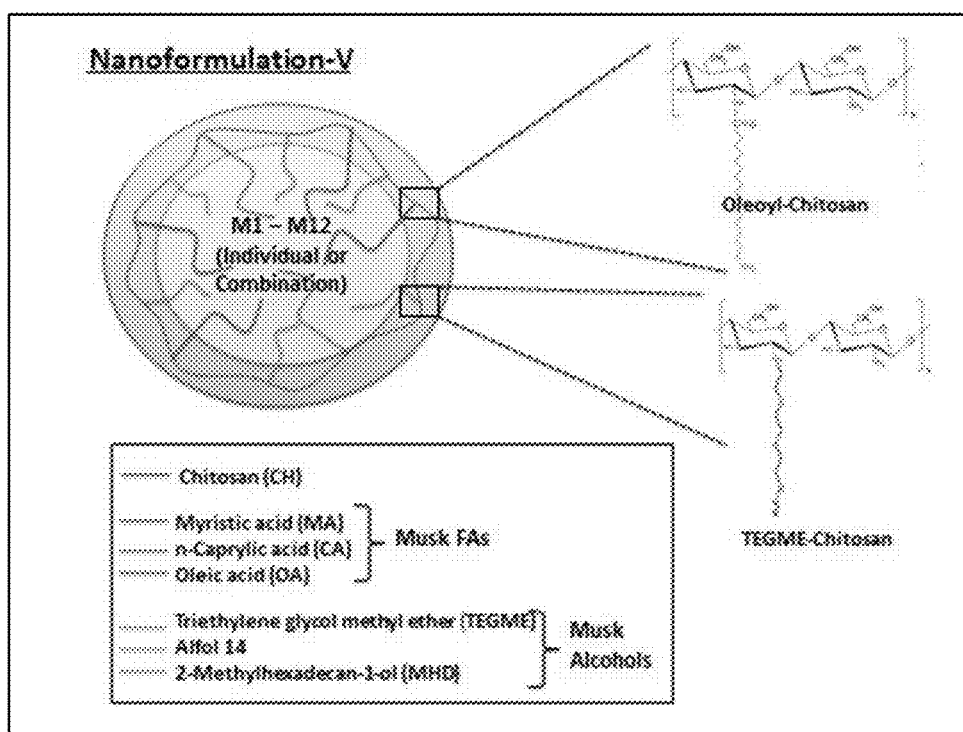 Nanoformulation-V
M1 – M12
(Individual or
Combination)
Oleoyl-Chitosan
TEGME-Chitosan
Chitosan (CH)
Myristic acid (MA)
n-Caprylic acid (CA)
Oleic acid (OA)
Musk FAs
Triethylene glycol methyl ether (TEGME)
Alfol 14
2-Methylhexadecan-1-ol (MHD)
Musk
Alcohols